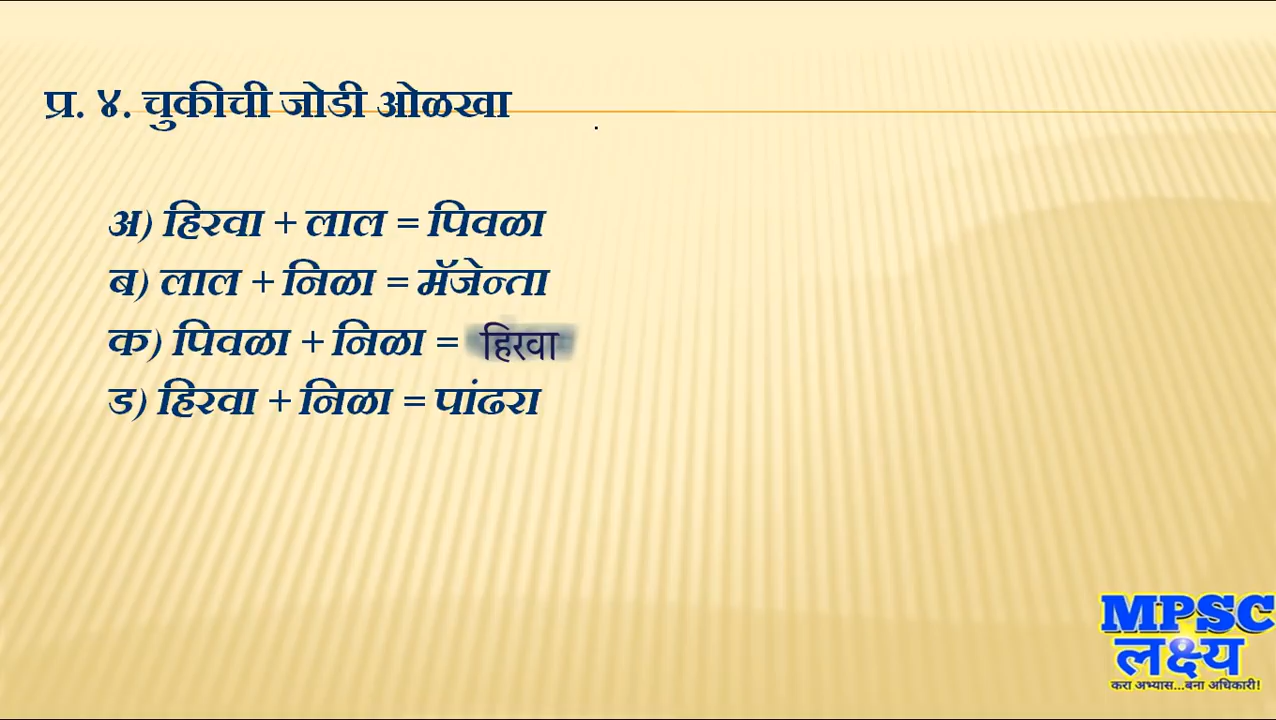 प्र. ४. चुकीची जोडी ओळखा
अ) हिरवा + लाल = पिवळा
ब) लाल + निळा = मॅजेन्ता
क) पिवळा + निळा = हिरवा
ड) हिरवा + निळा = पांढरा
MPSC
लक्ष्य
करा अभ्यास...बना अधिकारी!